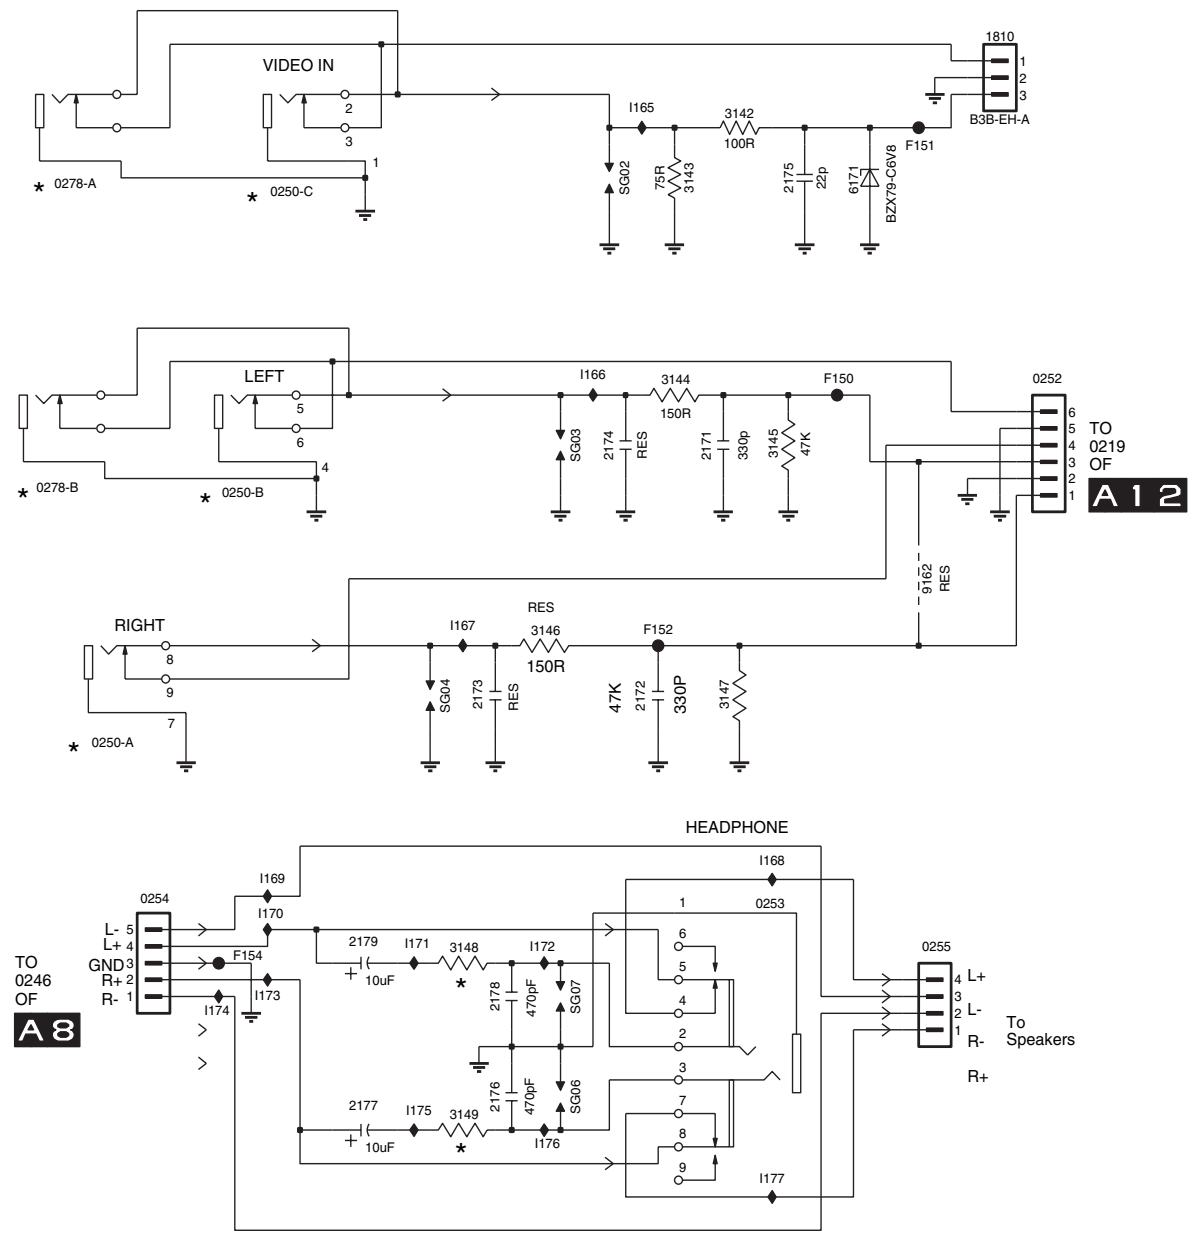 VIDEO IN
2
3
1
* 0278-A
* 0250-C
I165
3142
100R
SG02
75R
3143
2175
22p
6171
BZX79-C6V8
F151
1810
1
2
3
B3B-EH-A
LEFT
5
6
4
* 0278-B
* 0250-B
I166
3144
150R
SG03
2174
RES
2171
330p
3145
47K
F150
0252
6
5
4
3
2
1
TO
0219
OF
A12
9162
RES
RIGHT
8
9
7
* 0250-A
I167
RES
3146
150R
SG04
2173
RES
F152
47K
2172
330P
3147
HEADPHONE
0254
L- 5
L+ 4
GND 3
R+ 2
R- 1
TO
0246
OF
A8
I169
I170
F154
I173
I174
2179
+
10uF
I171
3148
*
I172
2178
470pF
SG07
2176
470pF
SG06
2177
+
10uF
I175
3149
*
I176
I168
0253
1
6
5
4
2
3
7
8
9
I177
0255
4 L+
3
2 L-
1
R-
R+
To
Speakers